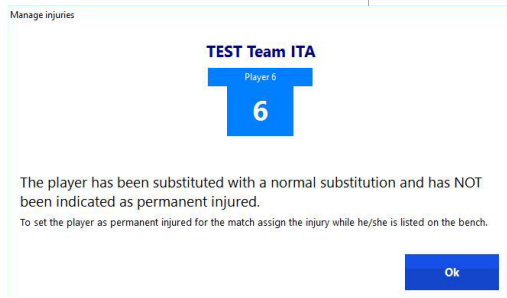 Manage injuries
TEST Team ITA
Player 6
6
The player has been substituted with a normal substitution and has NOT
been indicated as permanent injured.
To set the player as permanent injured for the match assign the injury while he/she is listed on the bench.
Ok